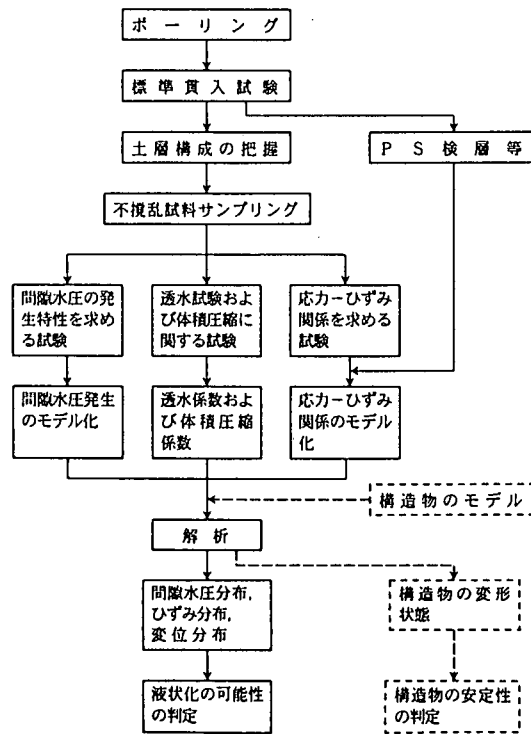 ボーリング
標準貫入試験
土層構成の把握
PS検層等
不撹乱試料サンプリング
間隙水圧の発
生特性を求め
る試験
透水試験およ
び体積圧縮に
関する試験
応力－ひずみ
関係を求める
試験
間隙水圧発生
のモデル化
透水係数およ
び体積圧縮
係数
応力－ひずみ
関係のモデル
化
構造物のモデル
解析
間隙水圧分布，
ひずみ分布，
変位分布
構造物の変形
状態
液状化の可能性
の判定
構造物の安定性
の判定